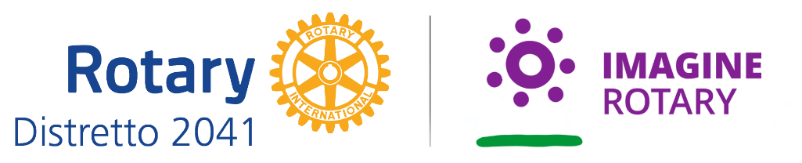 Rotary
Distretto 2041
ROTARY
INTERNATIONAL
IMAGINE
ROTARY